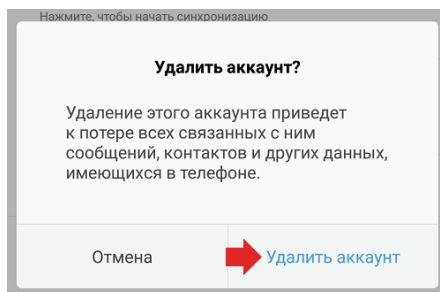 Нажмите, чтобы начать синхронизацию
Удалить аккаунт?
Удаление этого аккаунта приведет
к потере всех связанных с ним
сообщений, контактов и других данных,
имеющихся в телефоне.
Отмена
Удалить аккаунт